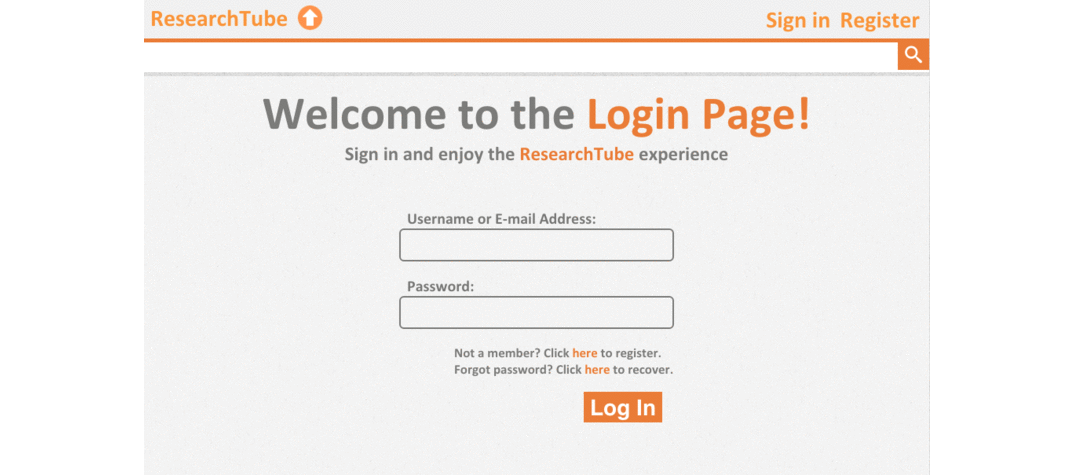 ResearchTube
Sign in Register
Welcome to the Login Page!
Sign in and enjoy the ResearchTube experience
Username or E-mail Address:
Password:
Not a member? Click here to register.
Forgot password? Click here to recover.
Log In